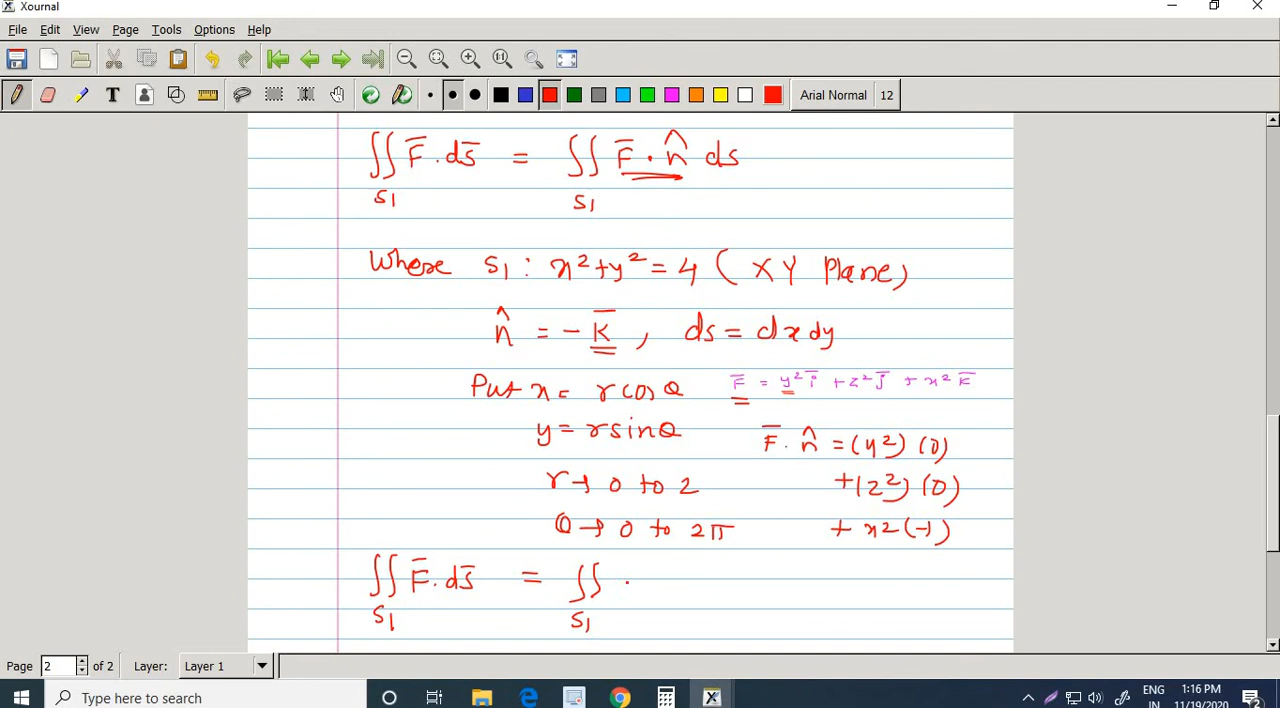 Xournal
File Edit View Page Tools Options Help
Arial Normal 12
∬ F̅ . ds̅ = ∬ F̅ . n̂ ds
S1 S1
Where S1 : x² + y² = 4 ( XY Plane)
n̂ = - k̅ , ds = dx dy
Put x = r cos θ F̅ = y² i̅ + z² j̅ + x² k̅
y = r sin θ F̅ . n̂ = (y²) (0)
r → 0 to 2 + (z²) (0)
θ → 0 to 2π + x² (-1)
∬ F̅ . ds̅ = ∬ .
S1 S1
Page 2 of 2 Layer: Layer 1
Type here to search
ENG 1:16 PM
IN 11/19/2020 2